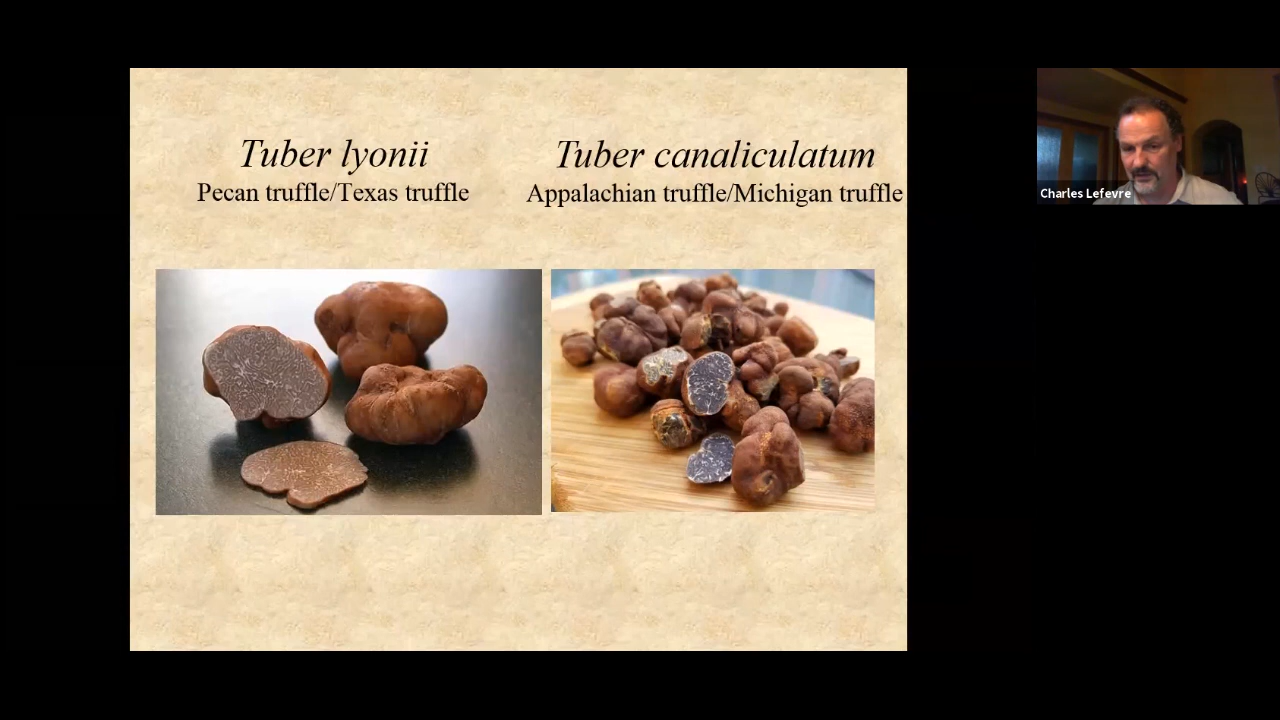 Tuber lyonii
Pecan truffle/Texas truffle
Tuber canaliculatum
Appalachian truffle/Michigan truffle
Charles Lefevre